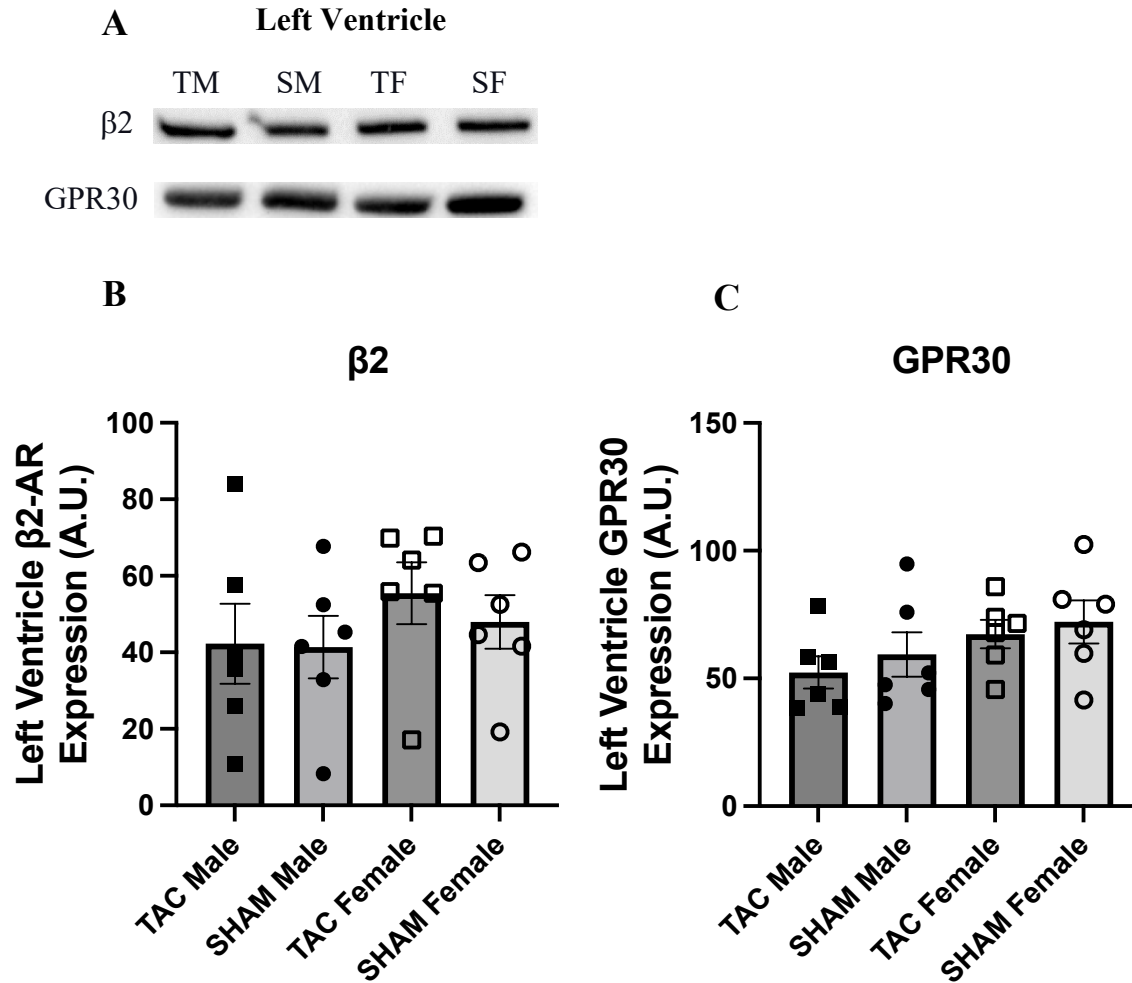 A
Left Ventricle
TM SM TF SF
β2
GPR30
B
β2
Left Ventricle β2-AR
Expression (A.U.)
100
80
60
40
20
0
TAC Male
SHAM Male
TAC Female
SHAM Female
C
GPR30
Left Ventricle GPR30
Expression (A.U.)
150
100
50
0
TAC Male
SHAM Male
TAC Female
SHAM Female